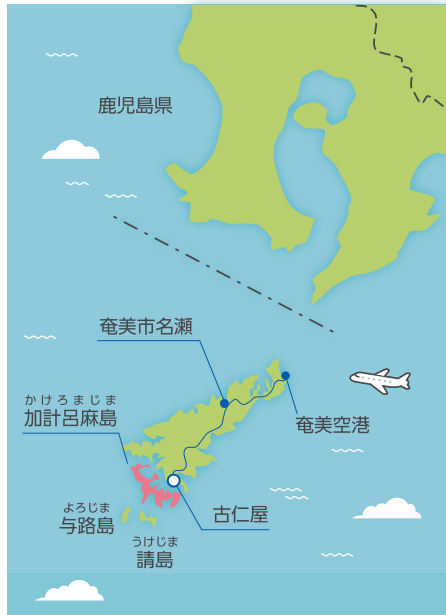 鹿児島県
奄美市名瀬
かけろまじま
加計呂麻島
奄美空港
よろじま
与路島
古仁屋
うけじま
請島